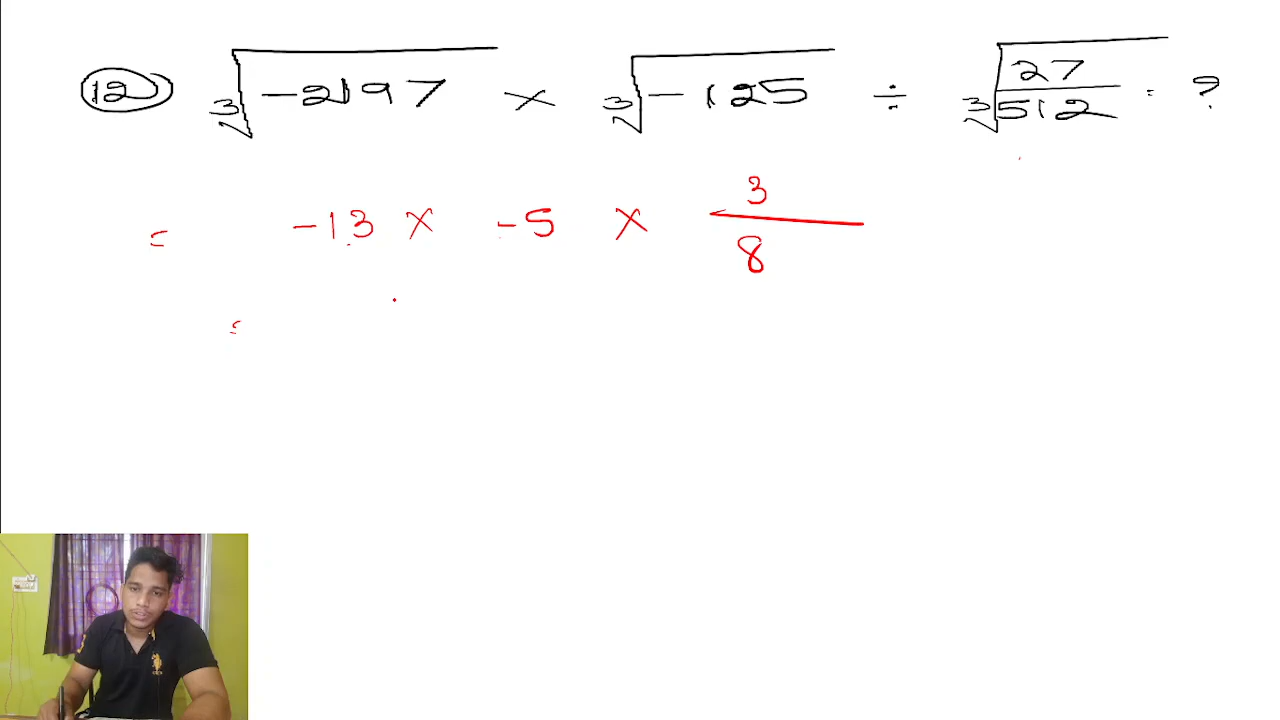 12) ∛-2197 × ∛-125 ÷ ∛27/512 = ?
= -13 × -5 × 3/8
=